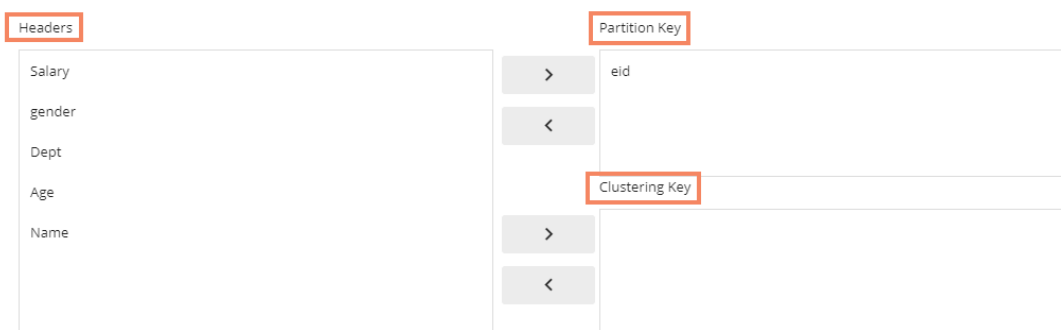 Headers
Salary
gender
Dept
Age
Name
Partition Key
eid
Clustering Key